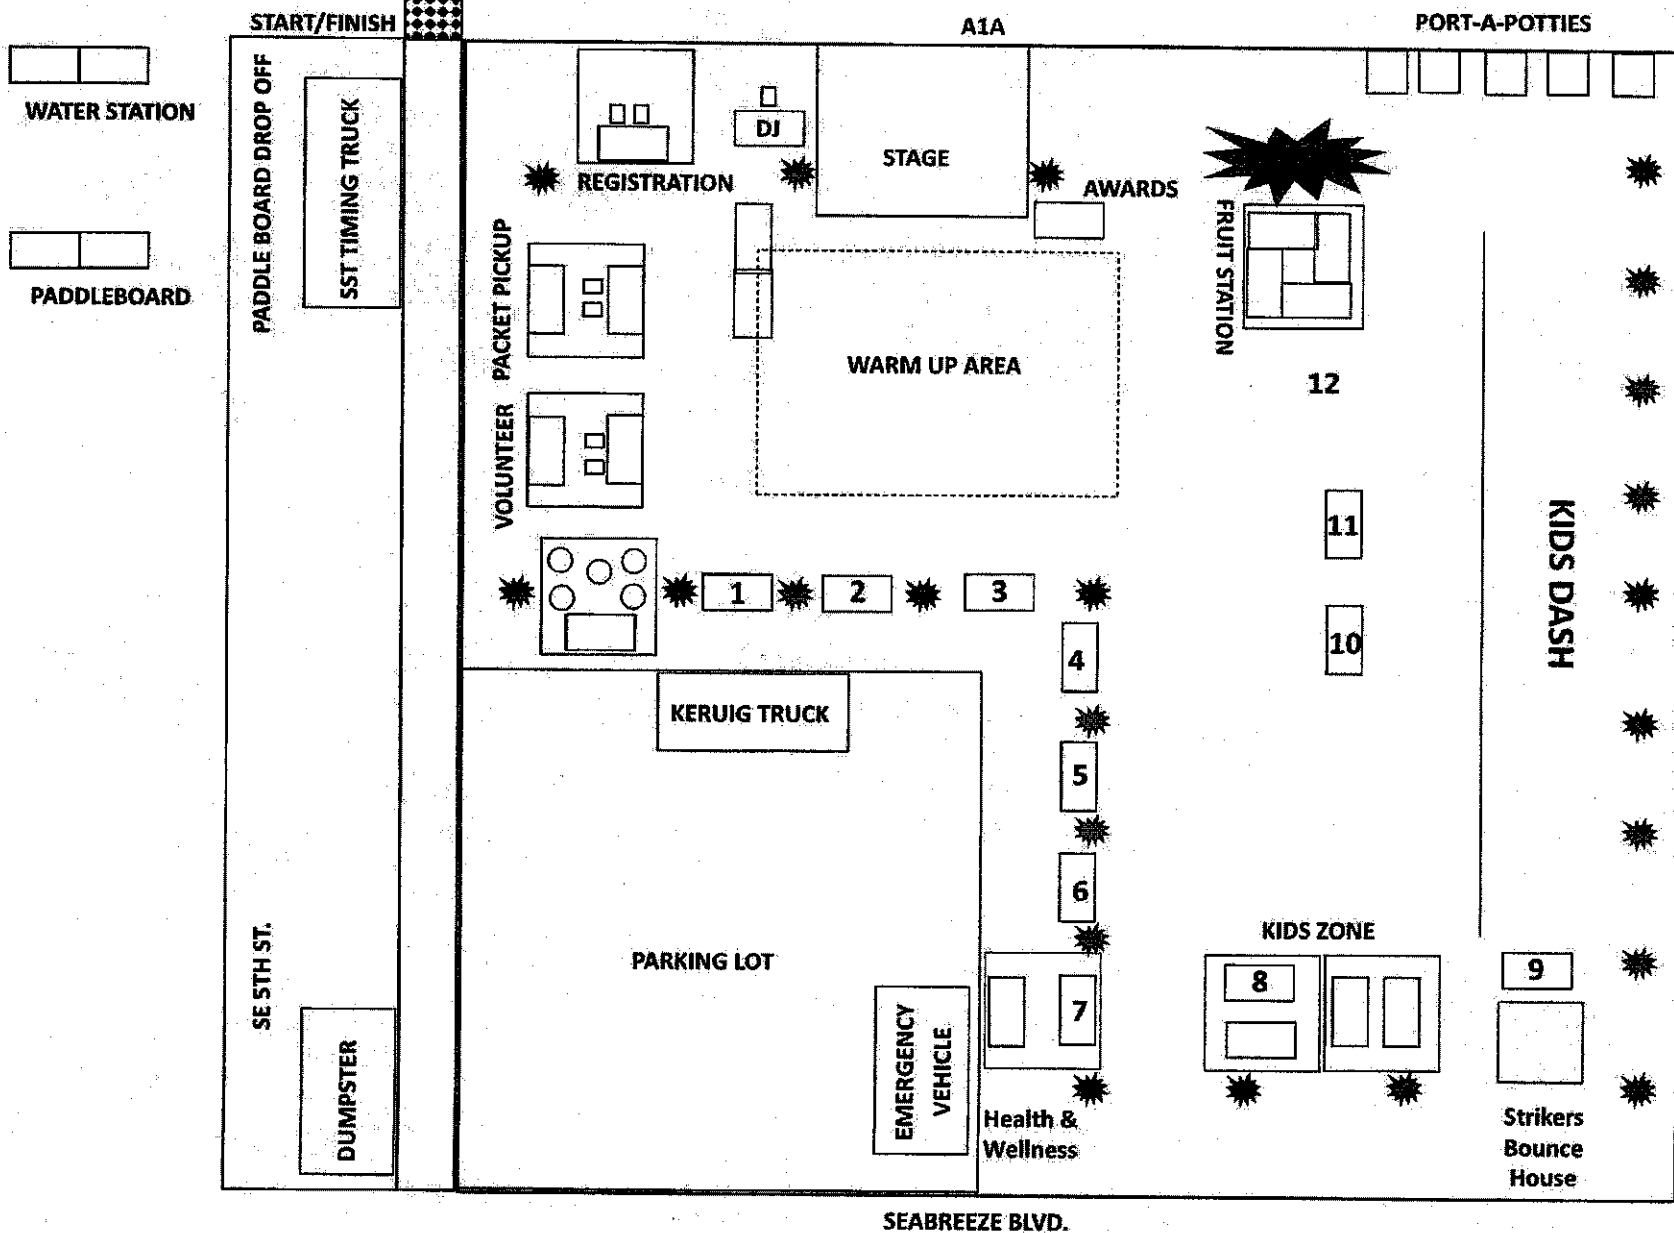 START/FINISH
A1A
PORT-A-POTTIES
WATER STATION
PADDLEBOARD
PADDLE BOARD DROP OFF
SST TIMING TRUCK
REGISTRATION
DJ
STAGE
AWARDS
FRUIT STATION
PACKET PICKUP
WARM UP AREA
12
VOLUNTEER
11
KIDS DASH
1
2
3
10
4
KERUIG TRUCK
5
6
KIDS ZONE
SE 5TH ST.
PARKING LOT
7
8
9
DUMPSTER
EMERGENCY
VEHICLE
Health &
Wellness
Strikers
Bounce
House
SEABREEZE BLVD.